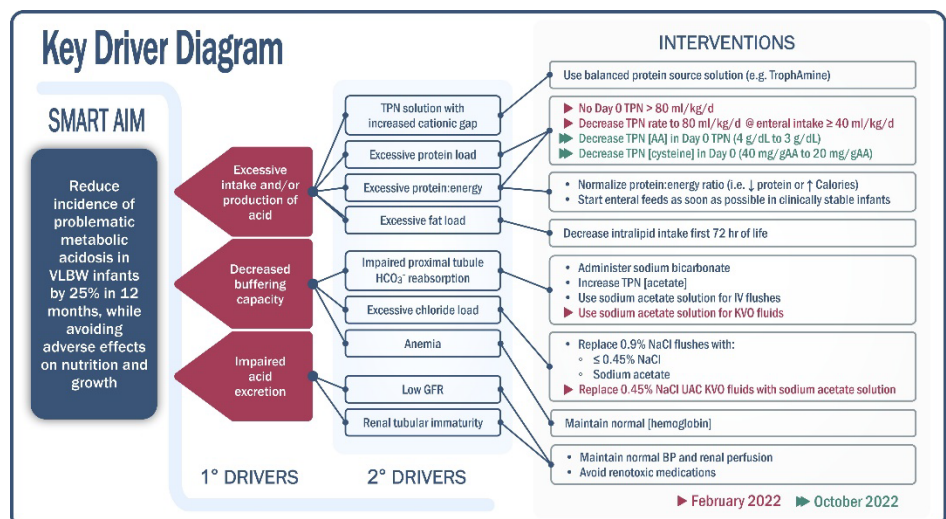 Key Driver Diagram
INTERVENTIONS
SMART AIM
Reduce
incidence of
problematic
metabolic
acidosis in
VLBW infants
by 25% in 12
months, while
avoiding
adverse effects
on nutrition and
growth
Excessive
intake and/or
production of
acid
Decreased
buffering
capacity
Impaired
acid
excretion
1° DRIVERS
TPN solution with
increased cationic gap
Excessive protein load
Excessive protein:energy
Excessive fat load
Impaired proximal tubule
HCO₃⁻ reabsorption
Excessive chloride load
Anemia
Low GFR
Renal tubular immaturity
2° DRIVERS
Use balanced protein source solution (e.g. TrophAmine)
▶ No Day 0 TPN > 80 ml/kg/d
▶ Decrease TPN rate to 80 ml/kg/d @ enteral intake ≥ 40 ml/kg/d
▶▶ Decrease TPN [AA] in Day 0 TPN (4 g/dL to 3 g/dL)
▶▶ Decrease TPN [cysteine] in Day 0 (40 mg/gAA to 20 mg/gAA)
• Normalize protein:energy ratio (i.e. ↓ protein or ↑ Calories)
• Start enteral feeds as soon as possible in clinically stable infants
Decrease intralipid intake first 72 hr of life
• Administer sodium bicarbonate
• Increase TPN [acetate]
• Use sodium acetate solution for IV flushes
▶ Use sodium acetate solution for KVO fluids
• Replace 0.9% NaCl flushes with:
◦ ≤ 0.45% NaCl
◦ Sodium acetate
▶ Replace 0.45% NaCl UAC KVO fluids with sodium acetate solution
Maintain normal [hemoglobin]
• Maintain normal BP and renal perfusion
• Avoid renotoxic medications
▶ February 2022 ▶▶ October 2022